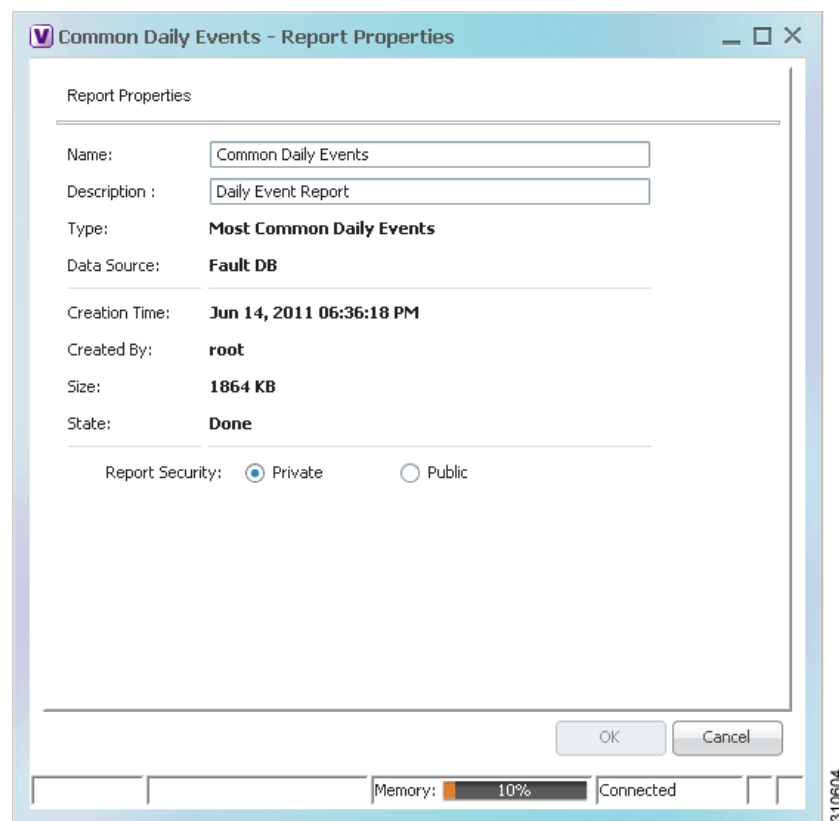 V Common Daily Events - Report Properties
Report Properties
Name: Common Daily Events
Description : Daily Event Report
Type: Most Common Daily Events
Data Source: Fault DB
Creation Time: Jun 14, 2011 06:36:18 PM
Created By: root
Size: 1864 KB
State: Done
Report Security: Private Public
OK Cancel
Memory: 10% Connected
310604